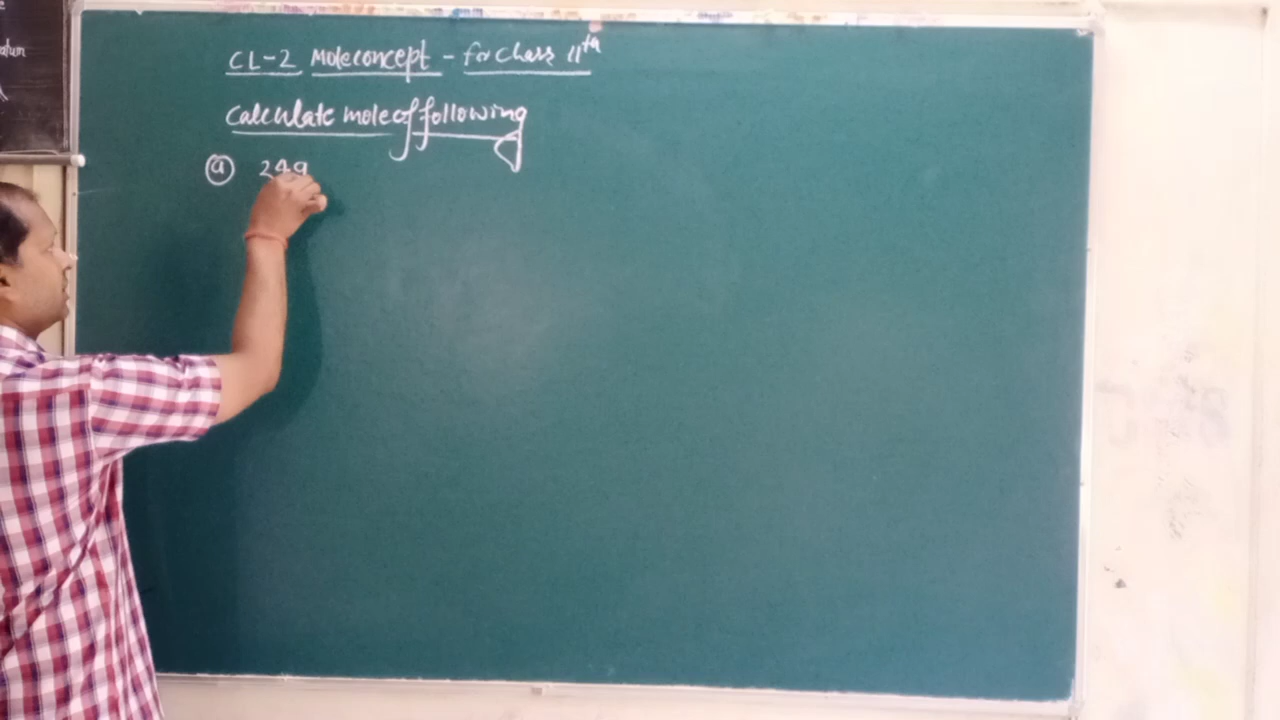 CL-2 Moleconcept - for Class 11th
Calculate mole of following
(a) 24g